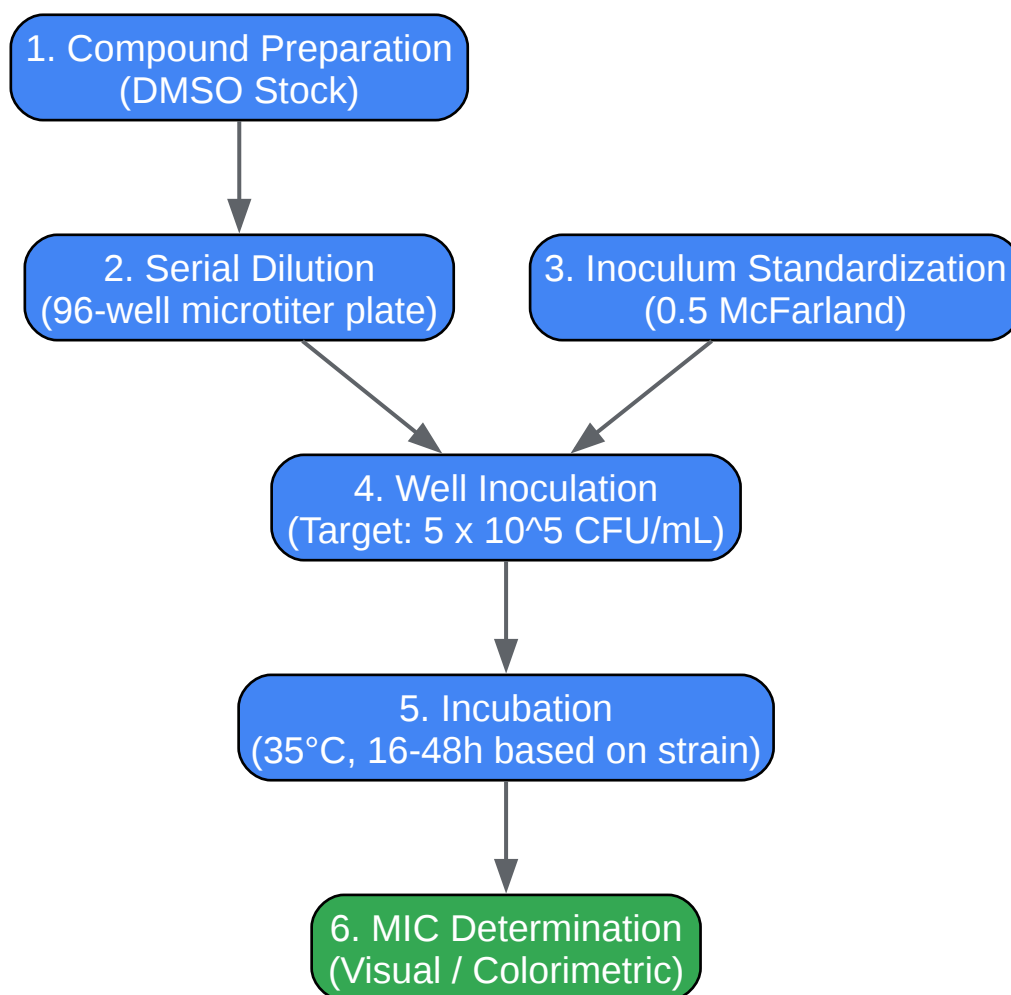 1. Compound Preparation
(DMSO Stock)
2. Serial Dilution
(96-well microtiter plate)
3. Inoculum Standardization
(0.5 McFarland)
4. Well Inoculation
(Target: 5 x 10^5 CFU/mL)
5. Incubation
(35°C, 16-48h based on strain)
6. MIC Determination
(Visual / Colorimetric)